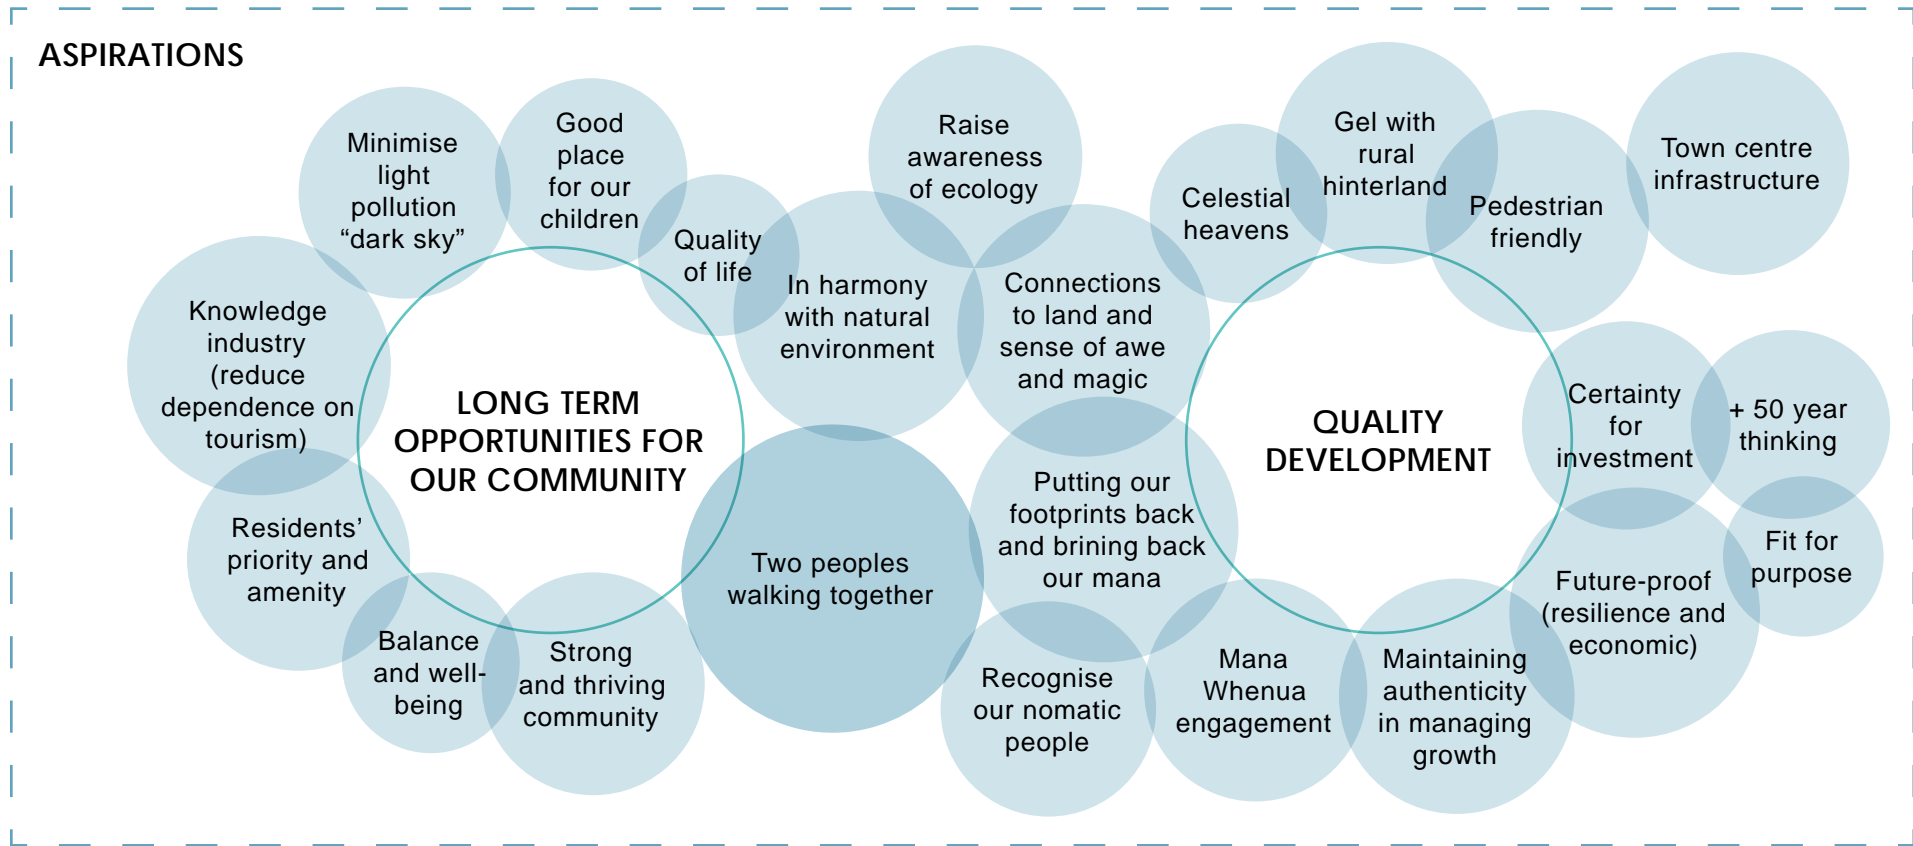 ASPIRATIONS
Minimise
light
pollution
“dark sky”
Good
place
for our
children
Quality
of life
Knowledge
industry
(reduce
dependence on
tourism)
LONG TERM
OPPORTUNITIES FOR
OUR COMMUNITY
Residents’
priority and
amenity
Balance
and well-
being
Strong
and thriving
community
In harmony
with natural
environment
Raise
awareness
of ecology
Connections
to land and
sense of awe
and magic
Two peoples
walking together
Putting our
footprints back
and brining back
our mana
Recognise
our nomatic
people
Celestial
heavens
Gel with
rural
hinterland
Pedestrian
friendly
Town centre
infrastructure
QUALITY
DEVELOPMENT
Certainty
for
investment
+ 50 year
thinking
Fit for
purpose
Future-proof
(resilience and
economic)
Mana
Whenua
engagement
Maintaining
authenticity
in managing
growth